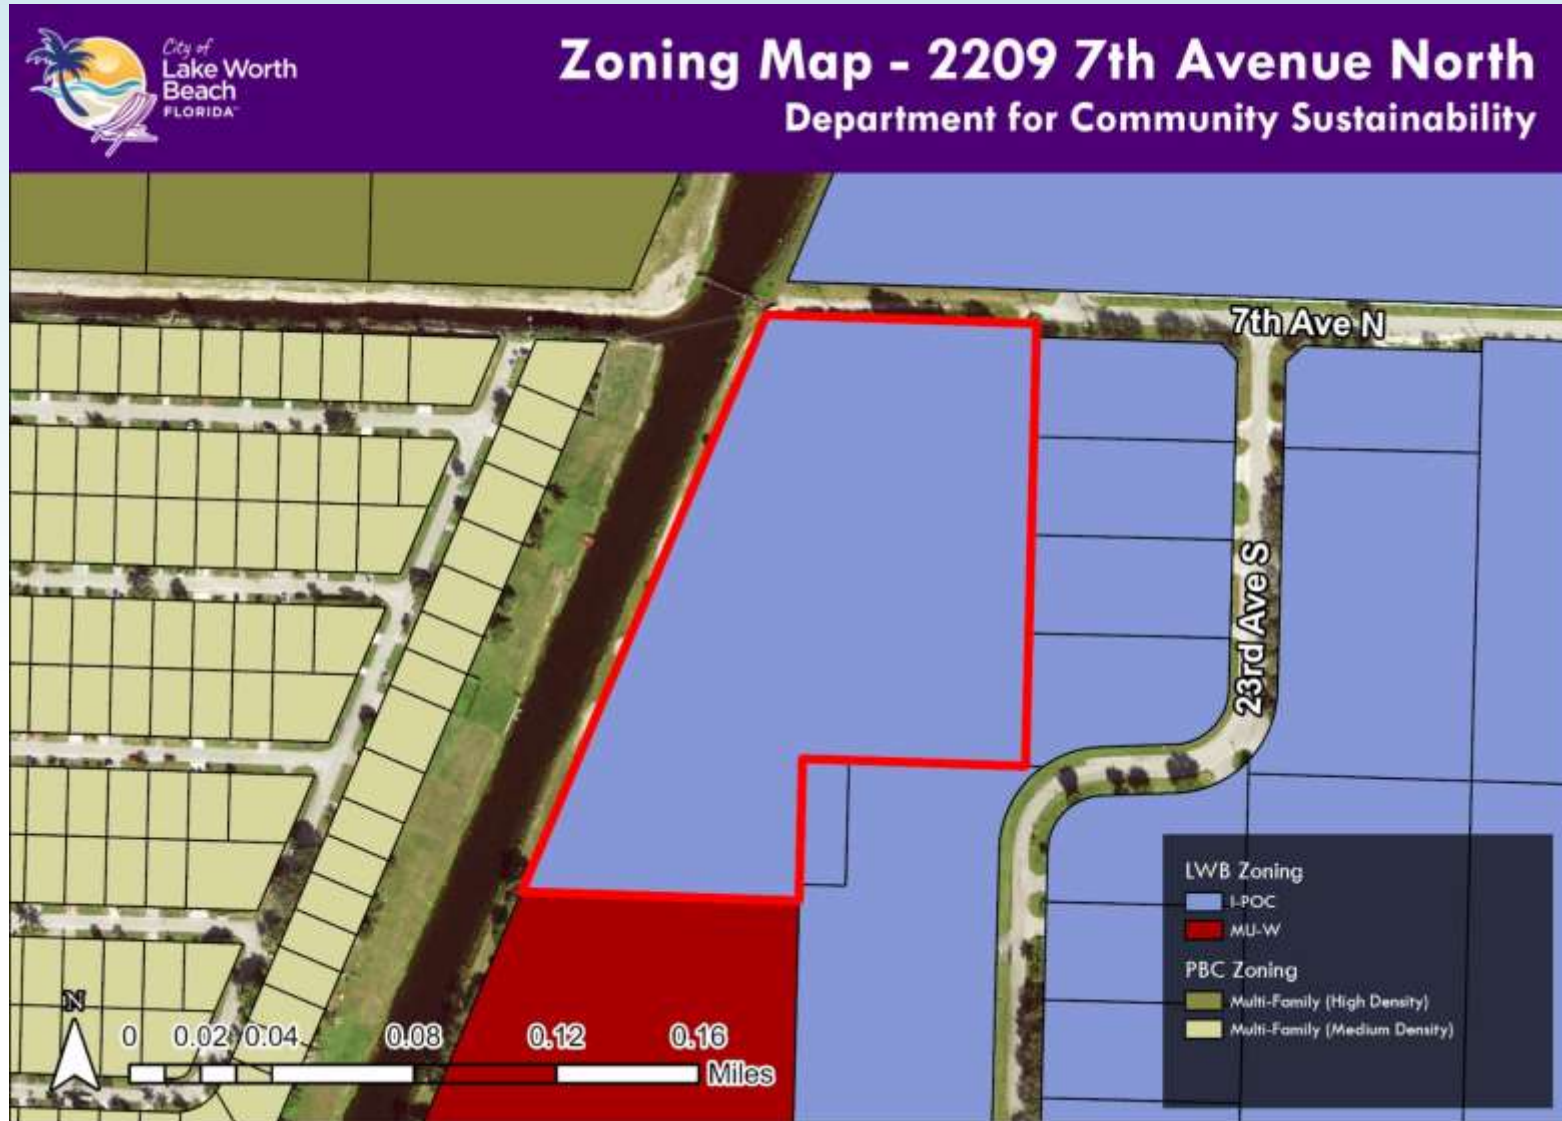 City of
Lake Worth
Beach
FLORIDA
Zoning Map - 2209 7th Avenue North
Department for Community Sustainability
7th Ave N
23rd Ave S
LWB Zoning
I-POC
MU-W
PBC Zoning
Multi-Family (High Density)
Multi-Family (Medium Density)
N
0 0.02 0.04 0.08 0.12 0.16
Miles